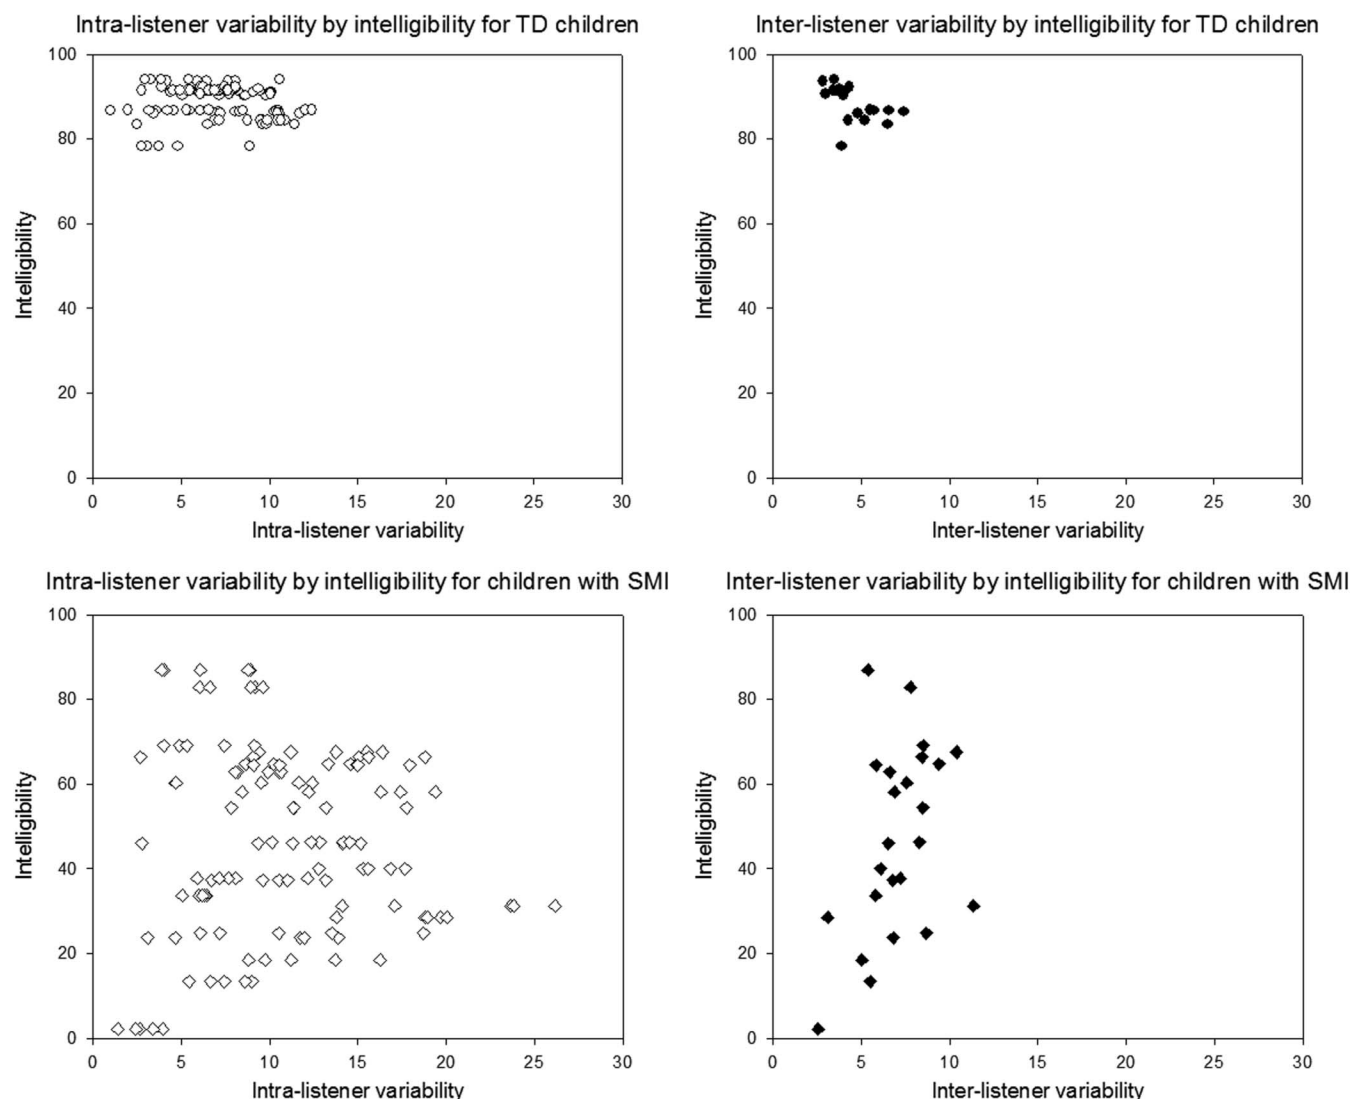 Intra-listener variability by intelligibility for TD children
100
80
60
40
20
0
Intelligibility
0 5 10 15 20 25 30
Intra-listener variability
Inter-listener variability by intelligibility for TD children
100
80
60
40
20
0
Intelligibility
0 5 10 15 20 25 30
Inter-listener variability
Intra-listener variability by intelligibility for children with SMI
100
80
60
40
20
0
Intelligibility
0 5 10 15 20 25 30
Intra-listener variability
Inter-listener variability by intelligibility for children with SMI
100
80
60
40
20
0
Intelligibility
0 5 10 15 20 25 30
Inter-listener variability